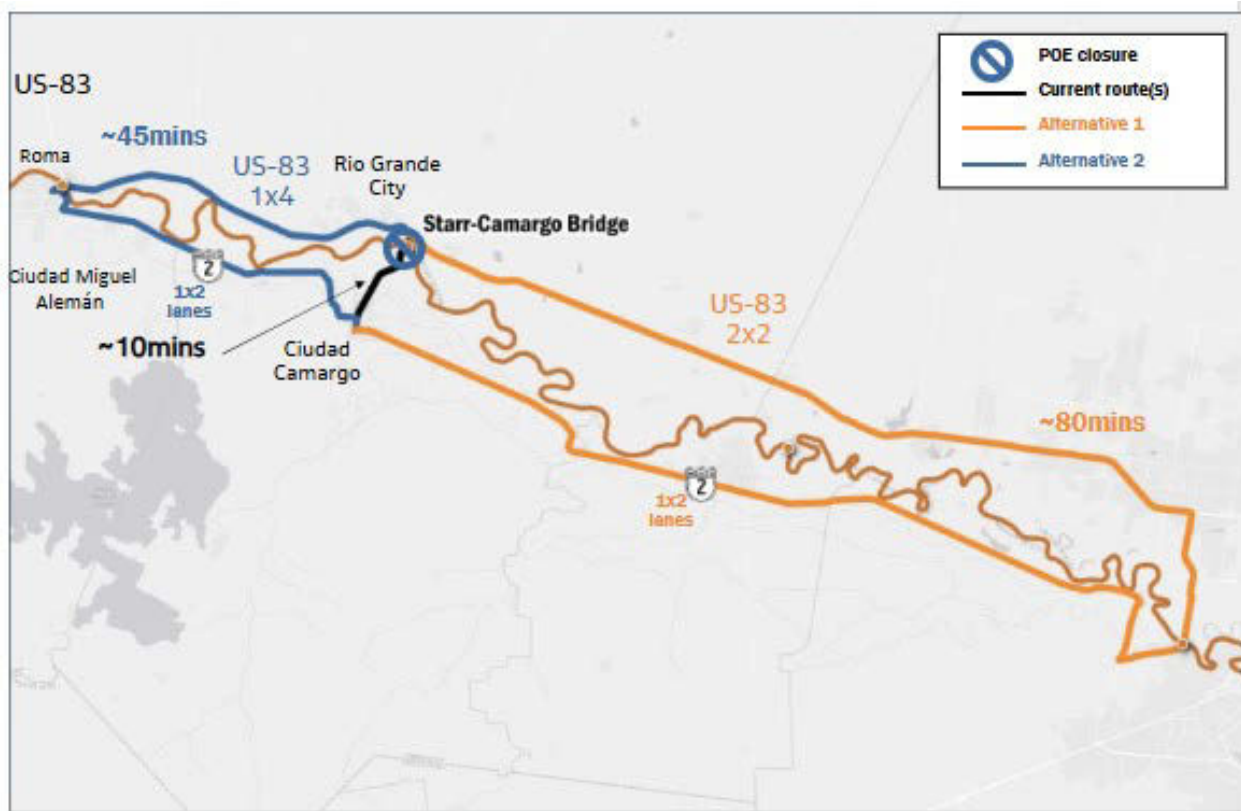 POE closure
Current route(s)
Alternative 1
Alternative 2
US-83
~45mins
Roma
US-83
1x4
Rio Grande
City
Starr-Camargo Bridge
Ciudad Miguel
Alemán
2
1x2
lanes
~10mins
Ciudad
Camargo
US-83
2x2
~80mins
2
1x2
lanes